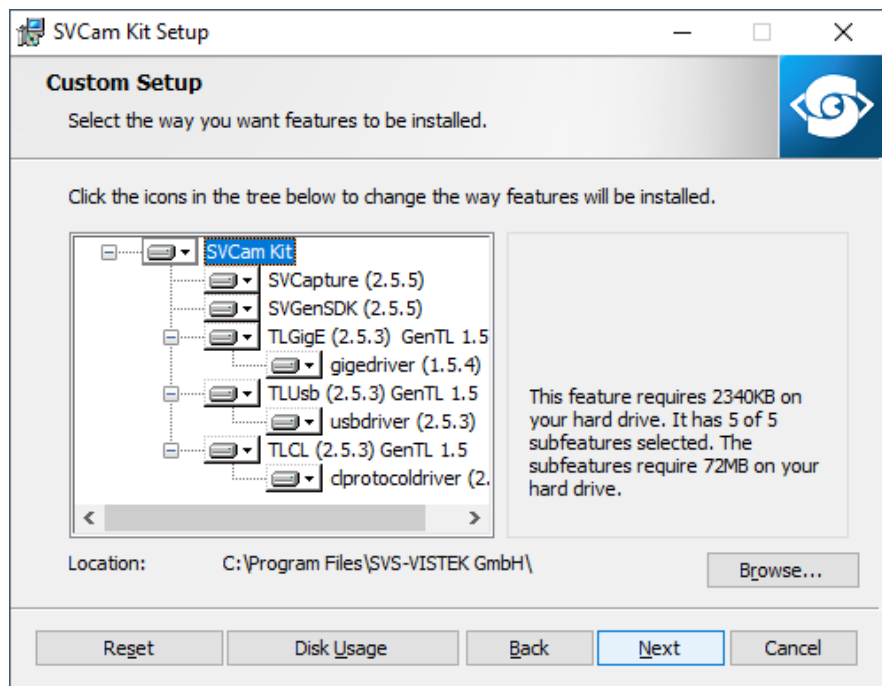 SVCam Kit Setup
Custom Setup
Select the way you want features to be installed.
Click the icons in the tree below to change the way features will be installed.
SVCam Kit
SVCapture (2.5.5)
SVGenSDK (2.5.5)
TLGigE (2.5.3)  GenTL 1.5
gigedriver (1.5.4)
TLUsb (2.5.3) GenTL 1.5
usbdriver (2.5.3)
TLCL (2.5.3) GenTL 1.5
clprotocoldriver (2.
This feature requires 2340KB on
your hard drive. It has 5 of 5
subfeatures selected. The
subfeatures require 72MB on your
hard drive.
Location: C:\Program Files\SVS-VISTEK GmbH\
Browse...
Reset Disk Usage Back Next Cancel